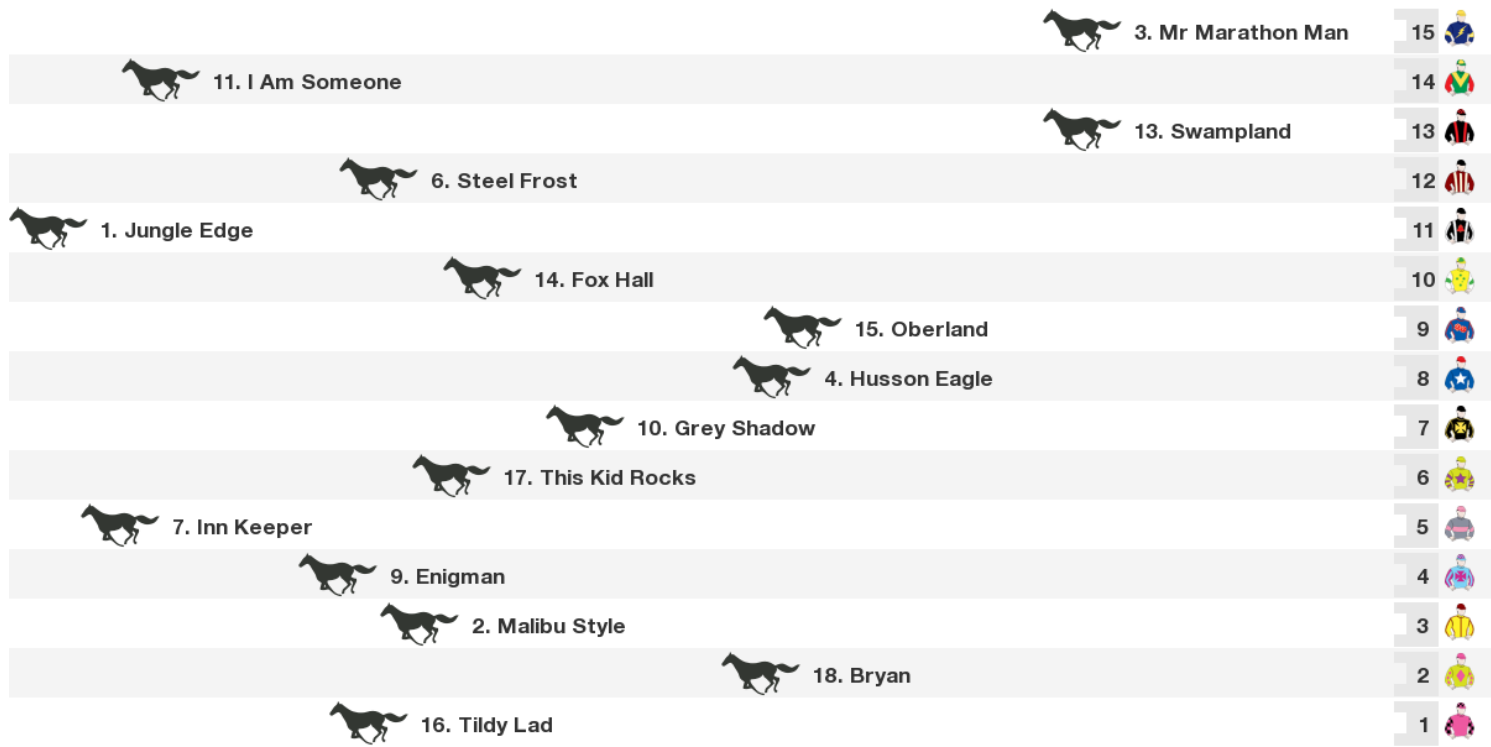 3. Mr Marathon Man 15
11. I Am Someone 14
13. Swampland 13
6. Steel Frost 12
1. Jungle Edge 11
14. Fox Hall 10
15. Oberland 9
4. Husson Eagle 8
10. Grey Shadow 7
17. This Kid Rocks 6
7. Inn Keeper 5
9. Enigman 4
2. Malibu Style 3
18. Bryan 2
16. Tildy Lad 1